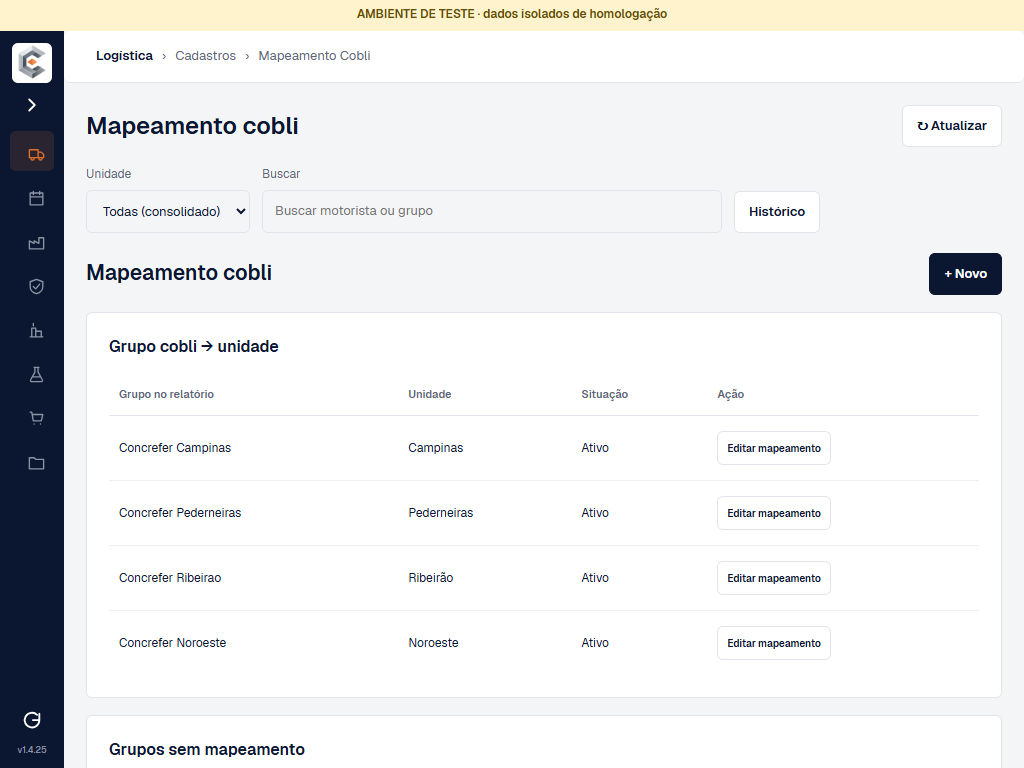 AMBIENTE DE TESTE · dados isolados de homologação
Logística › Cadastros › Mapeamento Cobli
Mapeamento cobli
↻ Atualizar
Unidade
Buscar
Todas (consolidado)
Buscar motorista ou grupo
Histórico
Mapeamento cobli
+ Novo
Grupo cobli → unidade
Grupo no relatório Unidade Situação Ação
Concrefer Campinas Campinas Ativo Editar mapeamento
Concrefer Pederneiras Pederneiras Ativo Editar mapeamento
Concrefer Ribeirao Ribeirão Ativo Editar mapeamento
Concrefer Noroeste Noroeste Ativo Editar mapeamento
Grupos sem mapeamento
v1.4.25